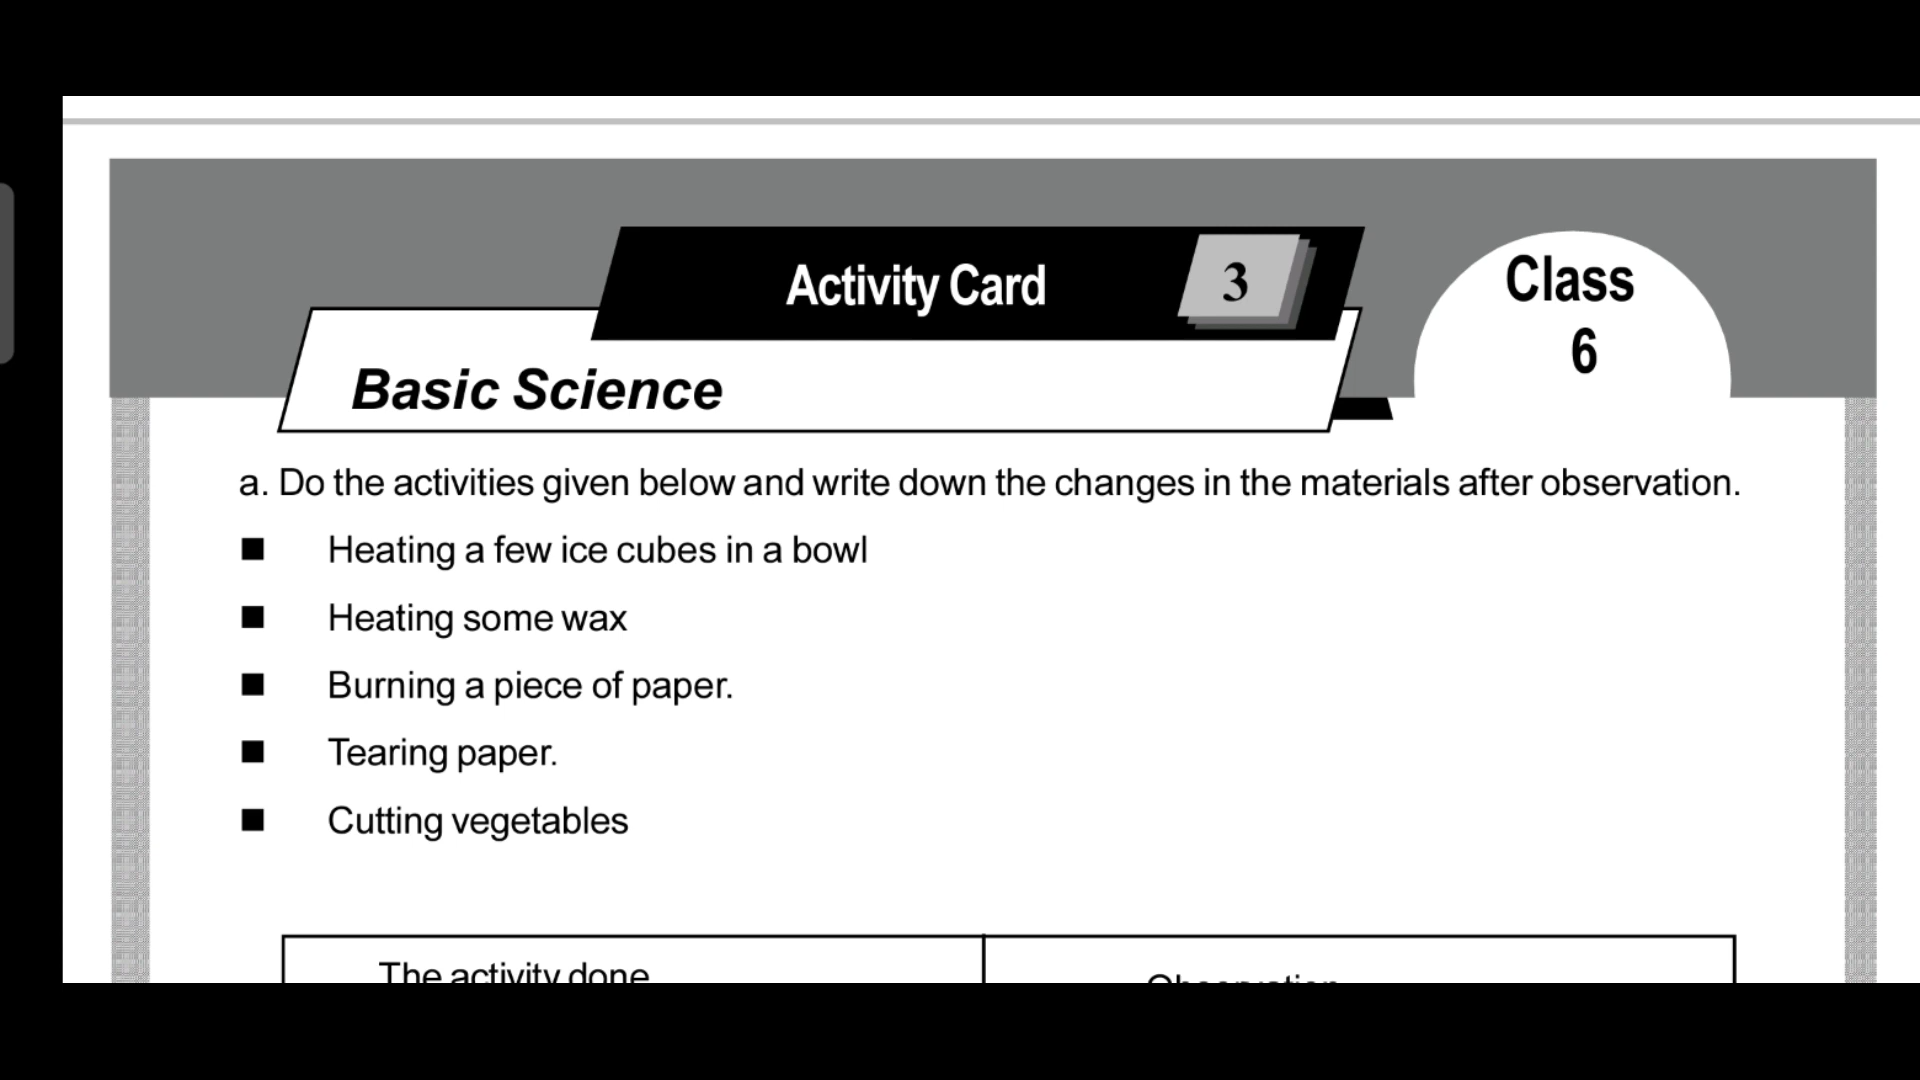 Activity Card 3
Class
6
Basic Science
a. Do the activities given below and write down the changes in the materials after observation.
■ Heating a few ice cubes in a bowl
■ Heating some wax
■ Burning a piece of paper.
■ Tearing paper.
■ Cutting vegetables
The activity done
Observation